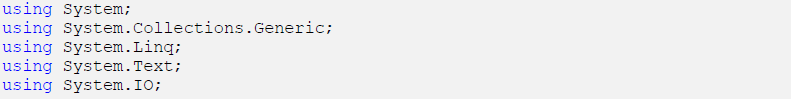 using System;
using System.Collections.Generic;
using System.Linq;
using System.Text;
using System.IO;